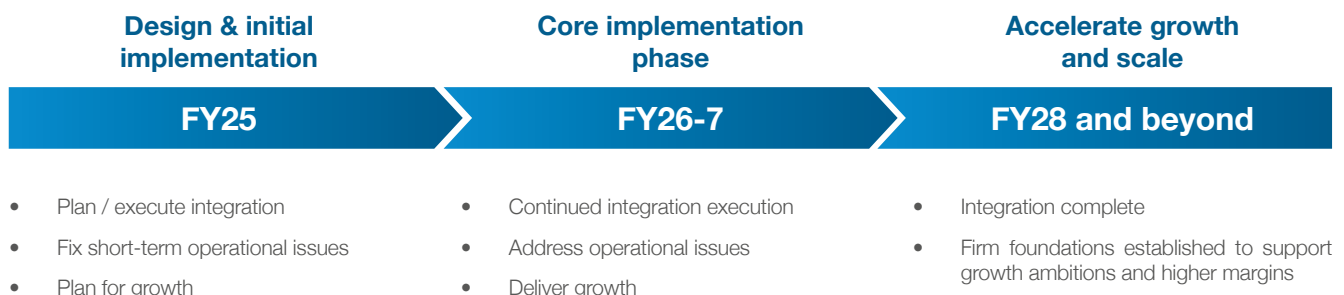 Design & initial
implementation
Core implementation
phase
Accelerate growth
and scale
FY25
FY26-7
FY28 and beyond
• Plan / execute integration
• Fix short-term operational issues
• Plan for growth
• Continued integration execution
• Address operational issues
• Deliver growth
• Integration complete
• Firm foundations established to support
growth ambitions and higher margins